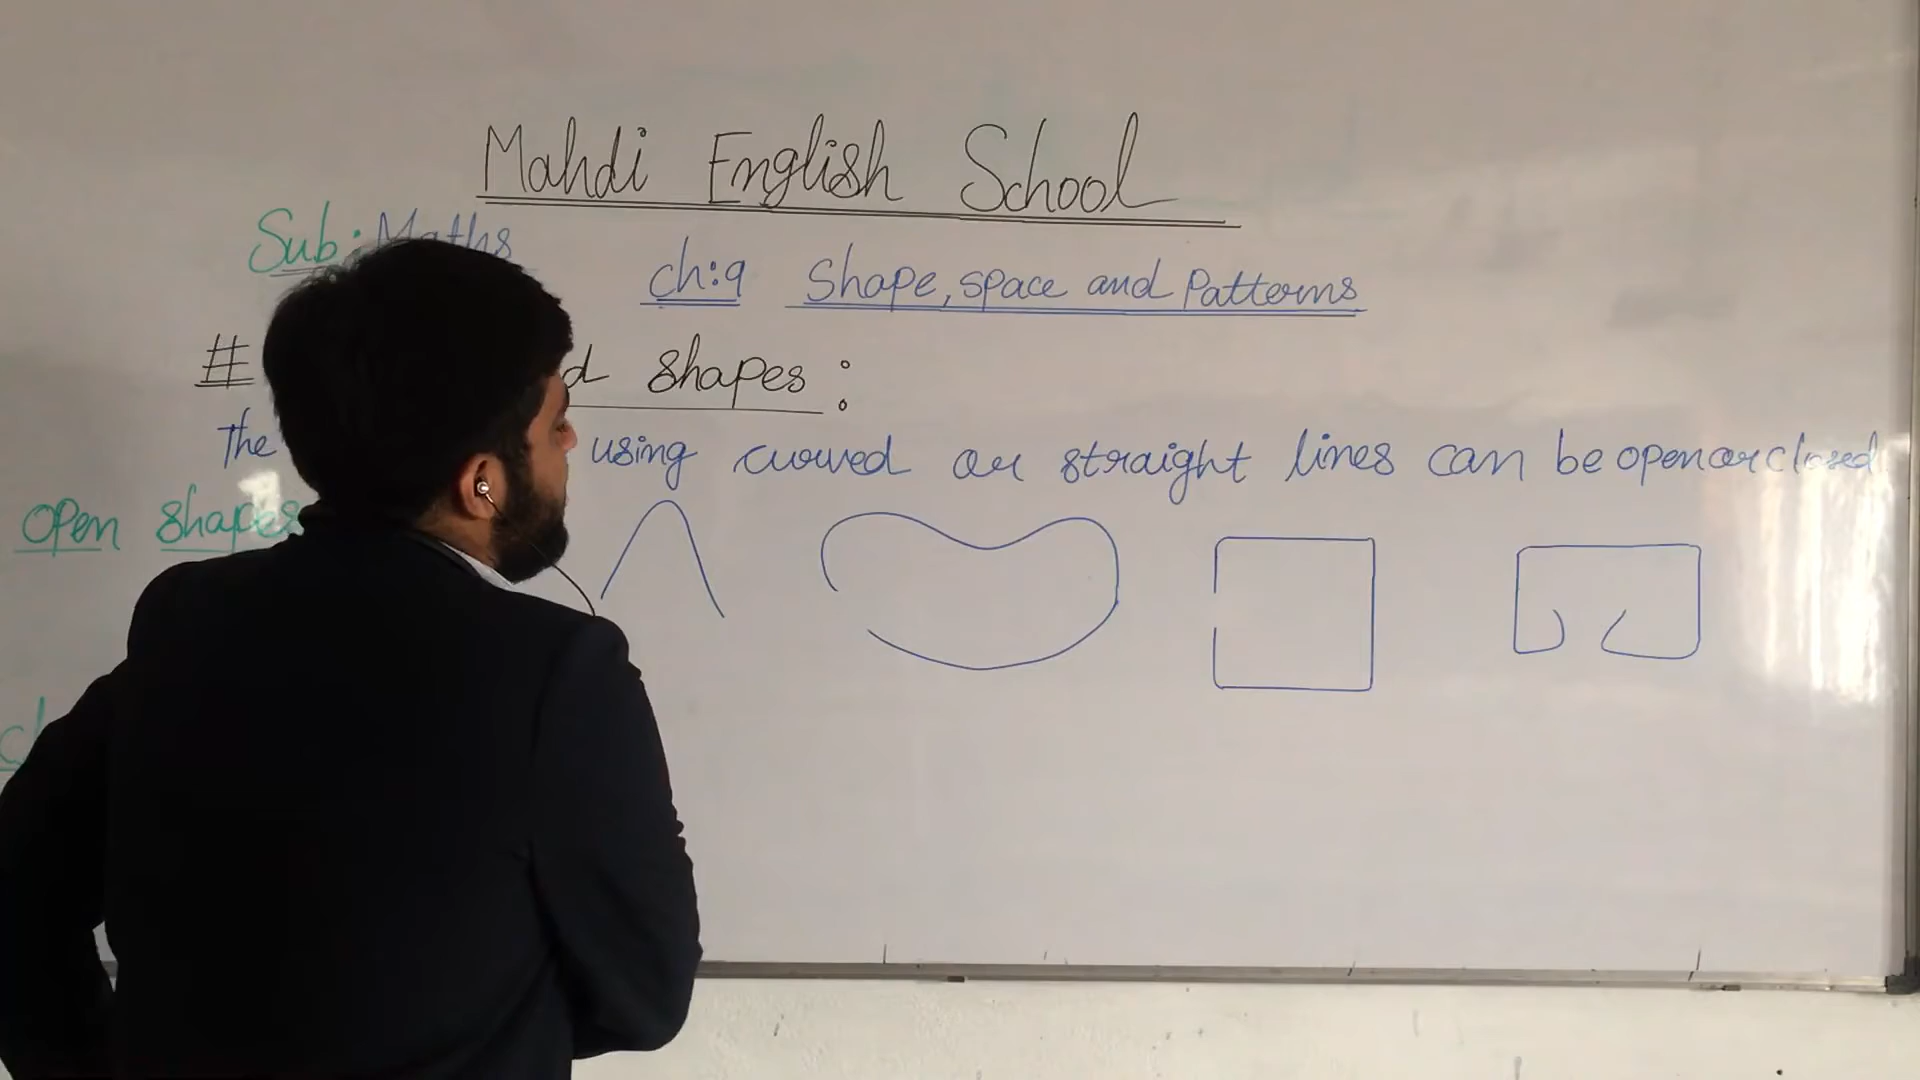 Mahdi English School
Sub: Maths
ch:9 Shape, space and Patterns
# shapes:
The using curved or straight lines can be open or closed
open shapes